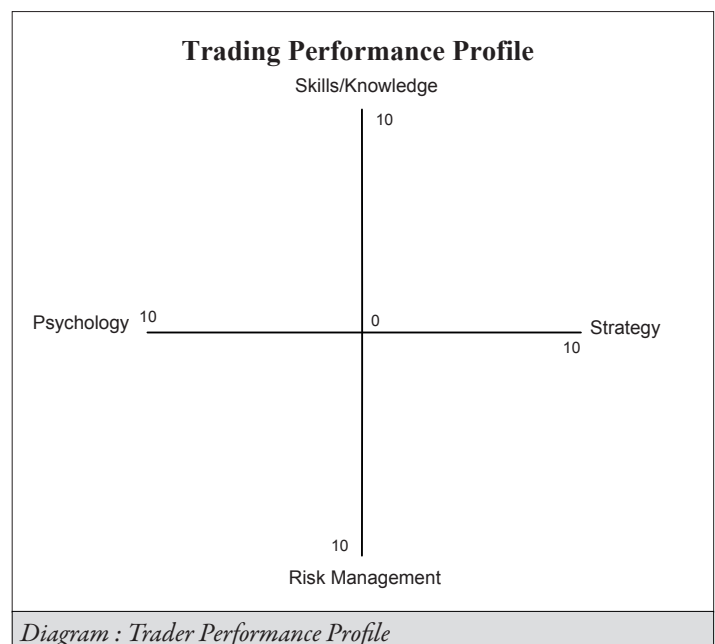 Trading Performance Profile
Skills/Knowledge
10
Psychology 10 0 Strategy
10
10
Risk Management
Diagram : Trader Performance Profile